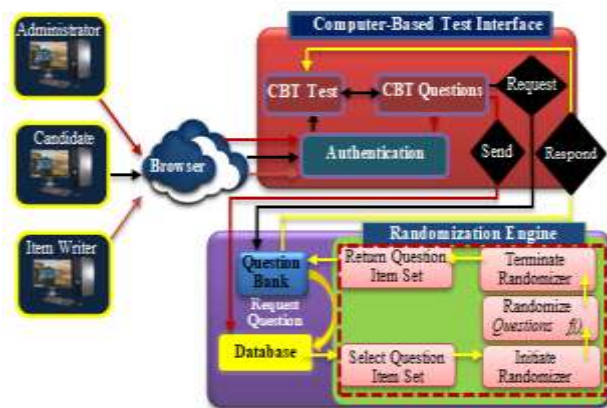 Administrator
Computer-Based Test Interface
CBT Test
CBT Questions
Request
Candidate
Browser
Authentication
Send
Respond
Item Writer
Randomization Engine
Question
Bank
Return Question
Item Set
Terminate
Randomizer
Request
Question
Randomize
Questions
Database
Select Question
Item Set
Initiate
Randomizer